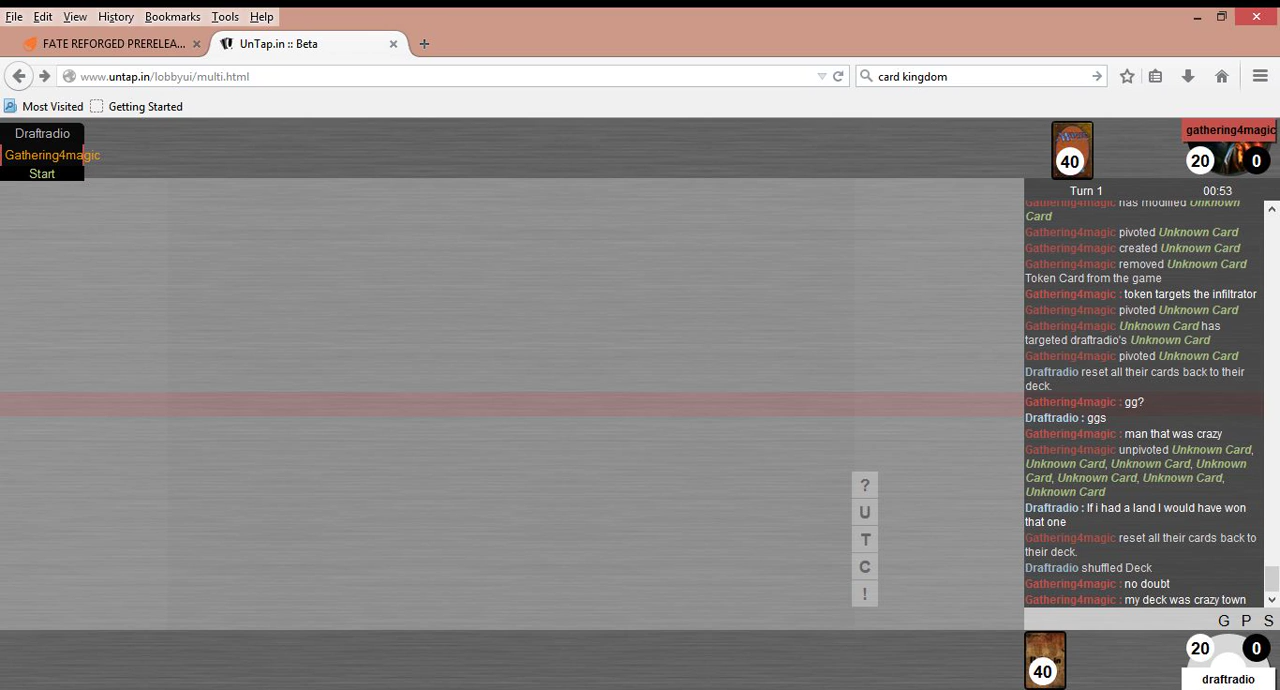 File Edit View History Bookmarks Tools Help
FATE REFORGED PRERELEA... UnTap.in :: Beta
www.untap.in/lobbyui/multi.html card kingdom
Most Visited Getting Started
Draftradio
Gathering4magic
Start
40
gathering4magic
20 0
Turn 1 00:53
Gathering4magic has modified Unknown
Card
Gathering4magic pivoted Unknown Card
Gathering4magic created Unknown Card
Gathering4magic removed Unknown Card
Token Card from the game
Gathering4magic : token targets the infiltrator
Gathering4magic pivoted Unknown Card
Gathering4magic Unknown Card has
targeted draftradio's Unknown Card
Gathering4magic pivoted Unknown Card
Draftradio reset all their cards back to their
deck.
Gathering4magic : gg?
Draftradio : ggs
Gathering4magic : man that was crazy
Gathering4magic unpivoted Unknown Card,
Unknown Card, Unknown Card, Unknown
Card, Unknown Card, Unknown Card,
Unknown Card
Draftradio : If i had a land I would have won
that one
Gathering4magic reset all their cards back to
their deck.
Draftradio shuffled Deck
Gathering4magic : no doubt
Gathering4magic : my deck was crazy town
?
U
T
C
!
G P S
40
20 0
draftradio